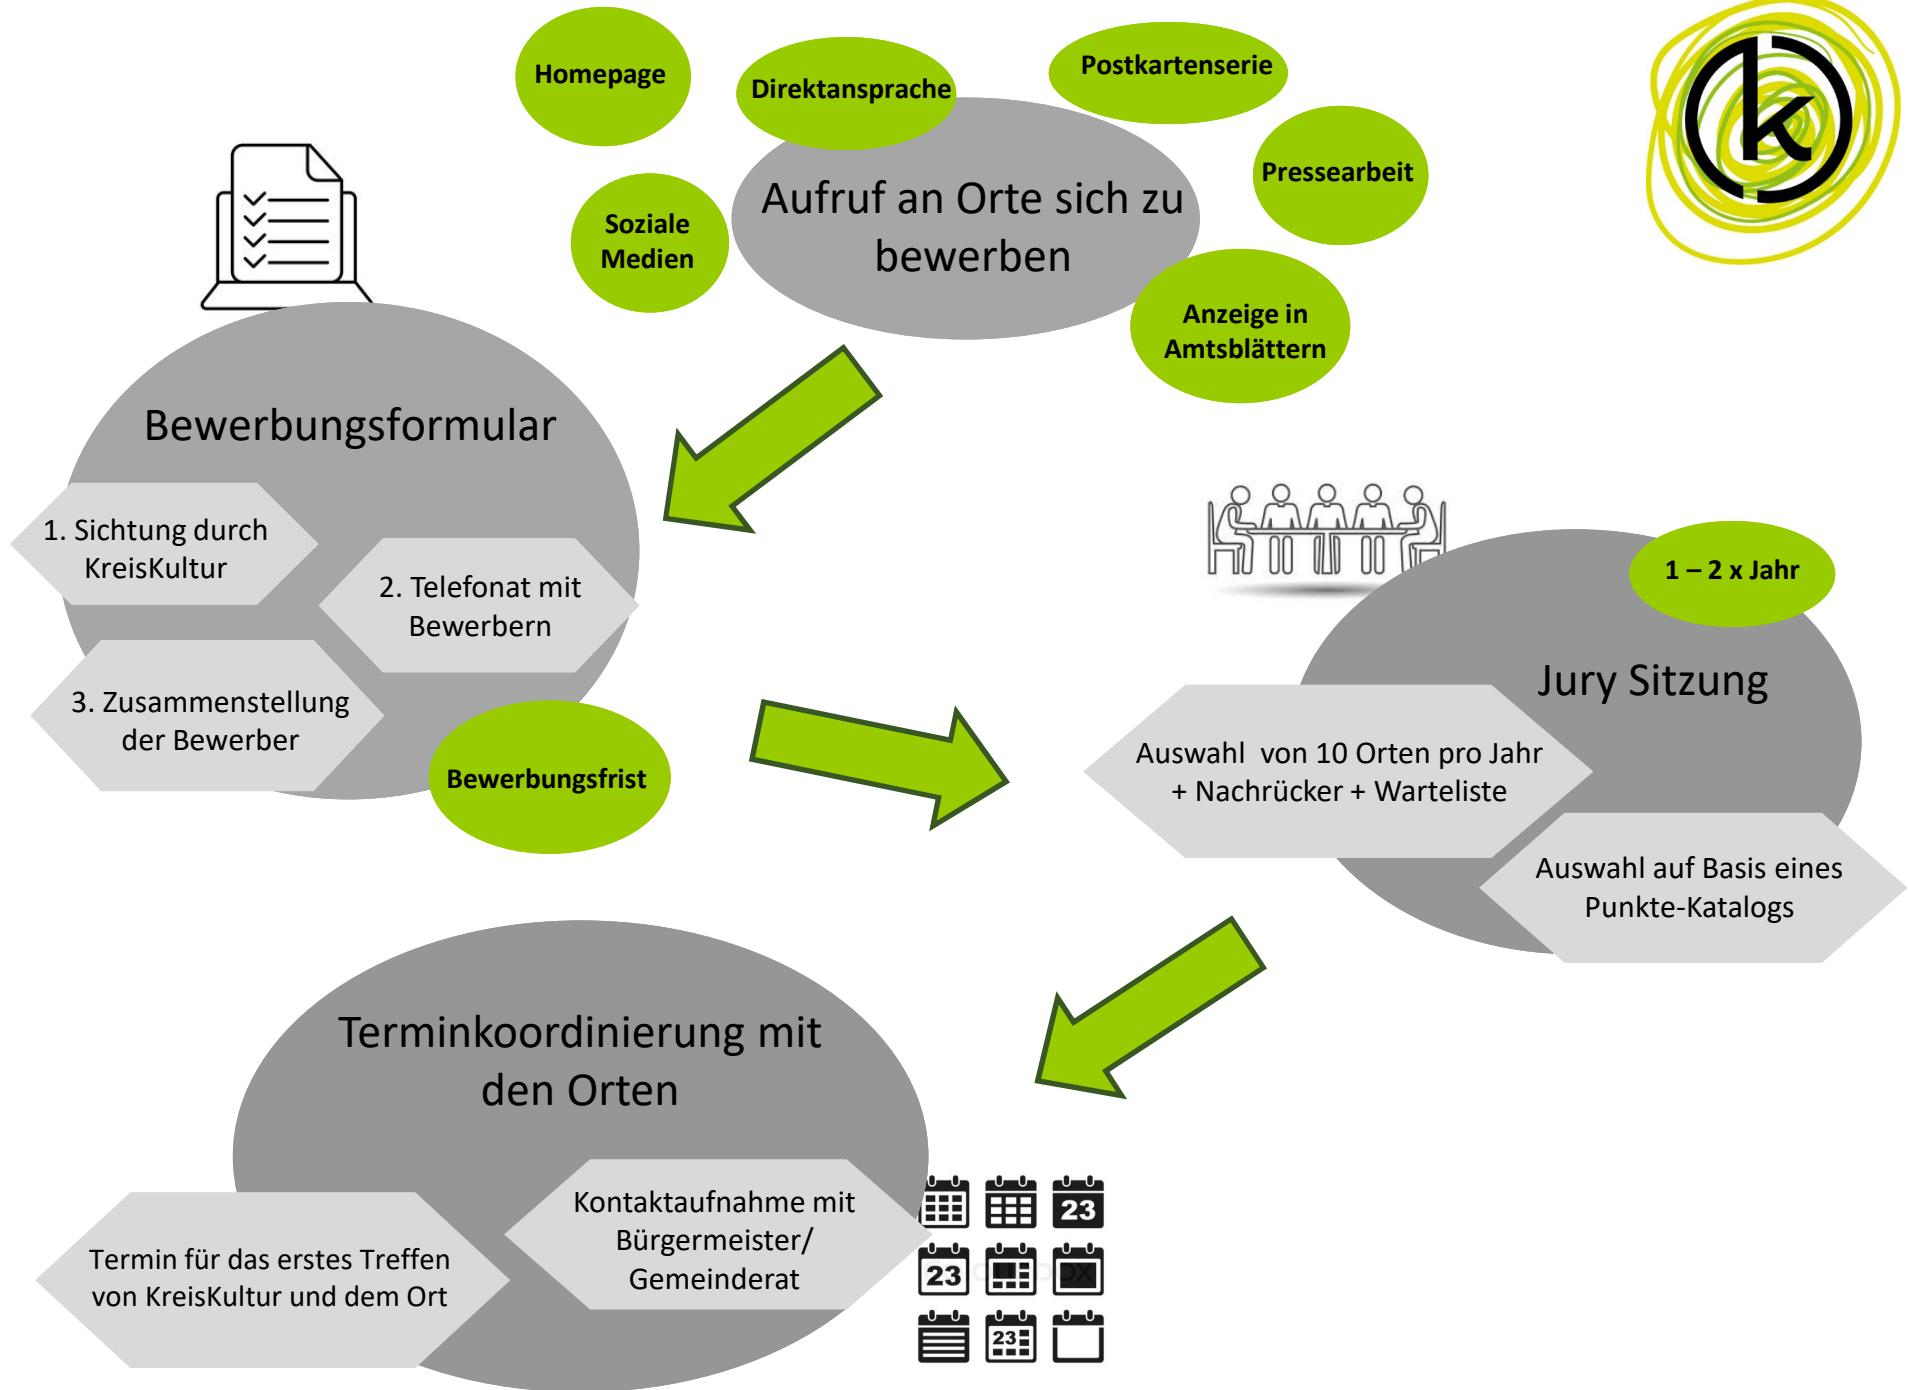 Homepage
Direktansprache
Postkartenserie
Pressearbeit
Soziale
Medien
Aufruf an Orte sich zu
bewerben
Anzeige in
Amtsblättern
k
Bewerbungsformular
1. Sichtung durch
KreisKultur
2. Telefonat mit
Bewerbern
3. Zusammenstellung
der Bewerber
Bewerbungsfrist
1 – 2 x Jahr
Jury Sitzung
Auswahl  von 10 Orten pro Jahr
+ Nachrücker + Warteliste
Auswahl auf Basis eines
Punkte-Katalogs
Terminkoordinierung mit
den Orten
Kontaktaufnahme mit
Bürgermeister/
Gemeinderat
Termin für das erstes Treffen
von KreisKultur und dem Ort
23
23
23